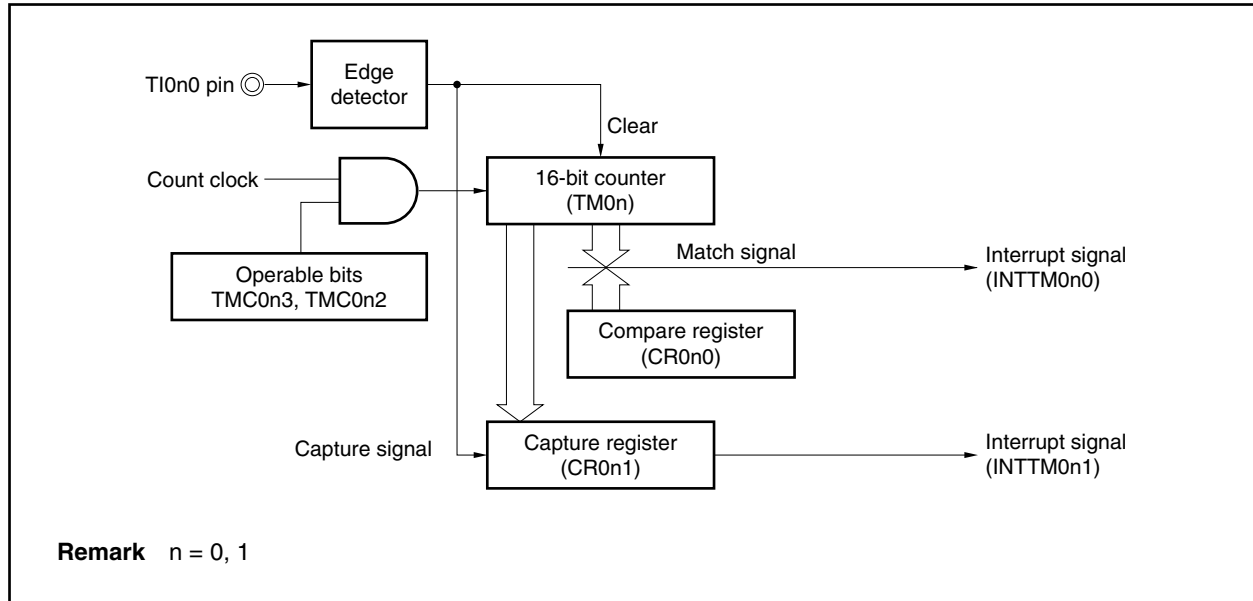 TI0n0 pin
Edge
detector
Clear
Count clock
16-bit counter
(TM0n)
Operable bits
TMC0n3, TMC0n2
Match signal
Interrupt signal
(INTTM0n0)
Compare register
(CR0n0)
Capture signal
Capture register
(CR0n1)
Interrupt signal
(INTTM0n1)
Remark n = 0, 1